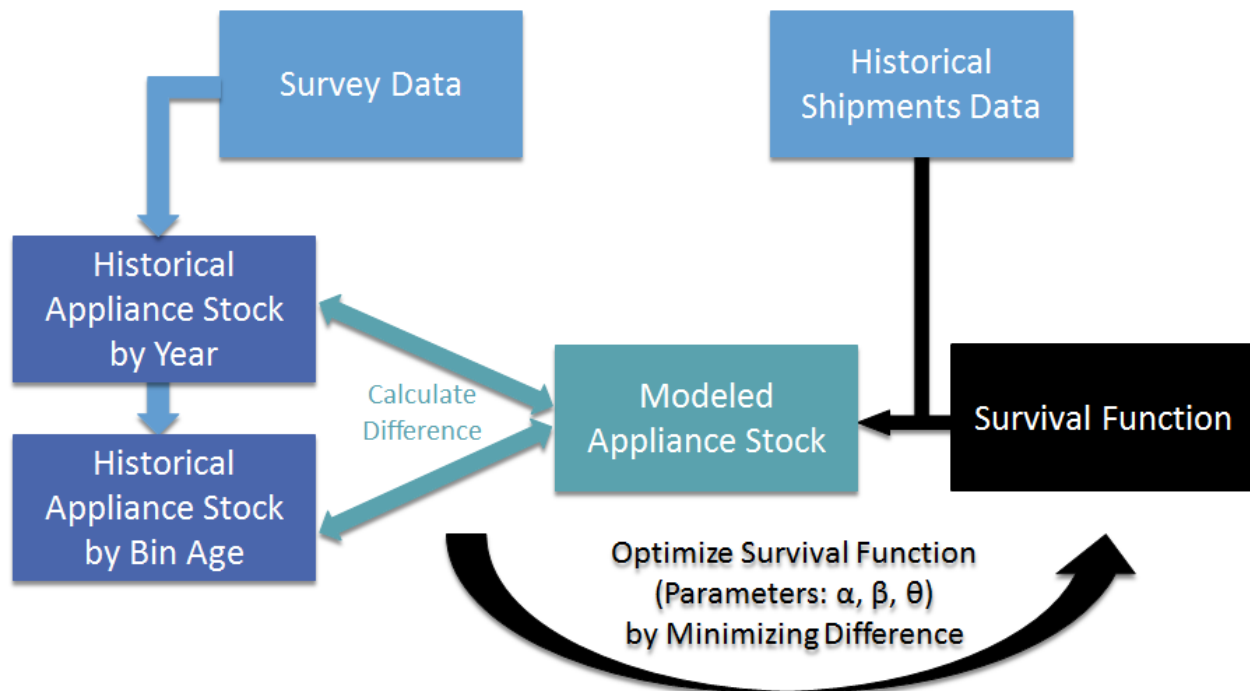 Survey Data
Historical
Shipments Data
Historical
Appliance Stock
by Year
Calculate
Difference
Modeled
Appliance Stock
Survival Function
Historical
Appliance Stock
by Bin Age
Optimize Survival Function
(Parameters: α, β, θ)
by Minimizing Difference